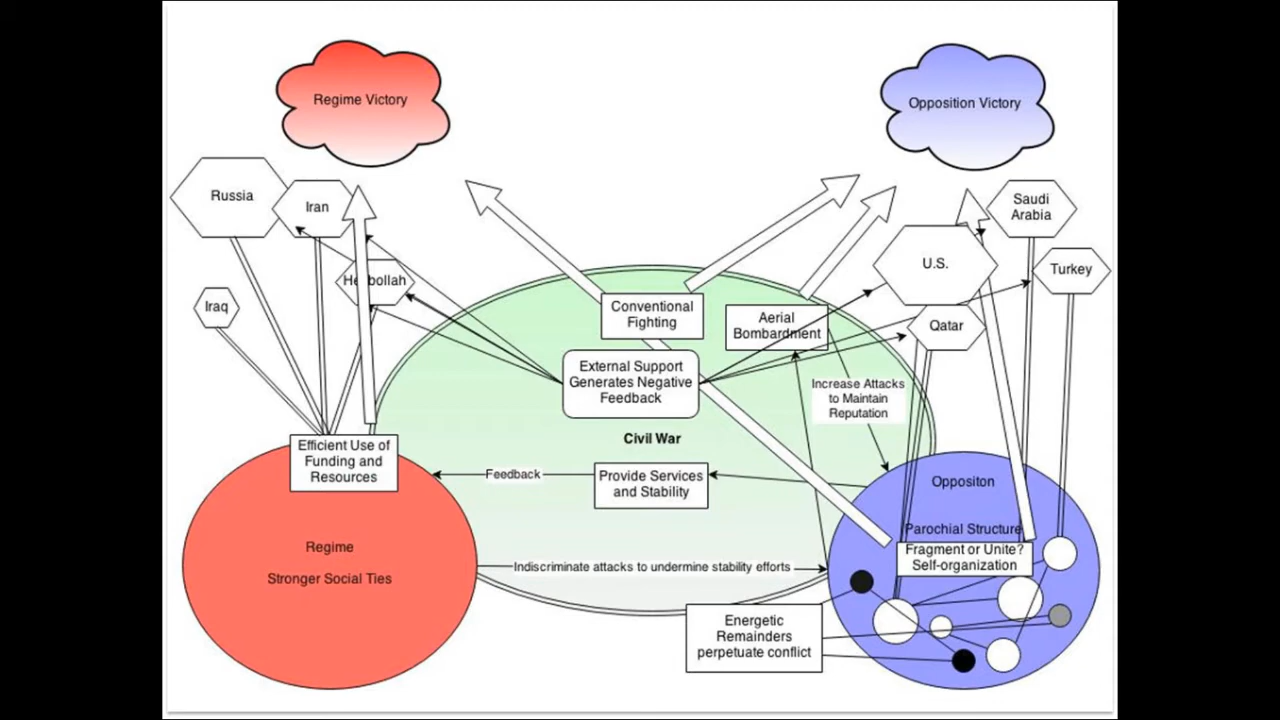 Regime Victory
Opposition Victory
Russia
Iran
Saudi
Arabia
U.S.
Turkey
Hezbollah
Iraq
Qatar
Conventional
Fighting
Aerial
Bombardment
External Support
Generates Negative
Feedback
Increase Attacks
to Maintain
Reputation
Civil War
Efficient Use of
Funding and
Resources
Feedback
Provide Services
and Stability
Oppositon
Parochial Structure
Fragment or Unite?
Self-organization
Regime
Stronger Social Ties
Indiscriminate attacks to undermine stability efforts
Energetic
Remainders
perpetuate conflict